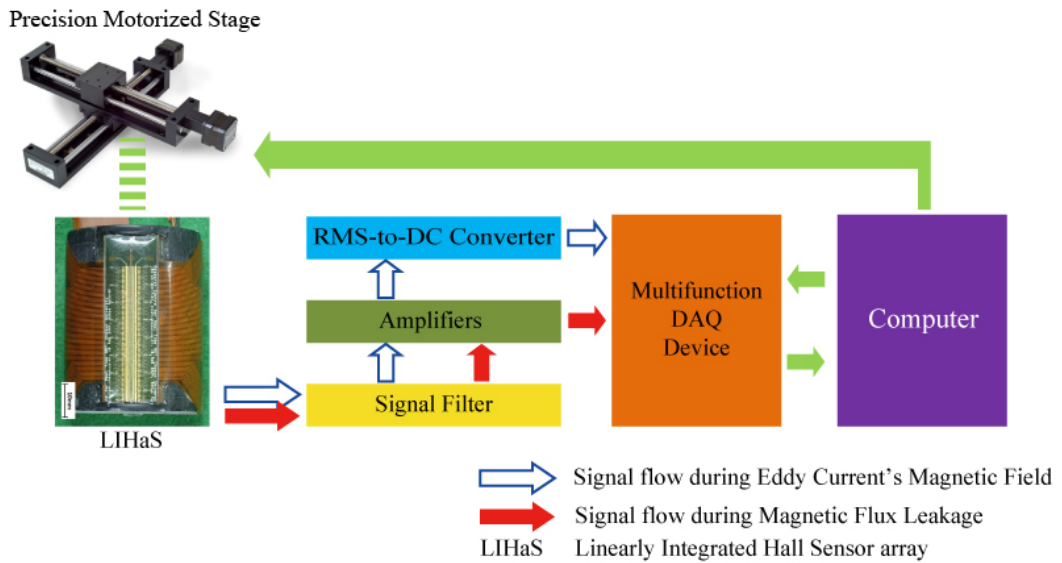 Precision Motorized Stage
RMS-to-DC Converter
Amplifiers
Signal Filter
Multifunction
DAQ
Device
Computer
10mm
LIHaS
Signal flow during Eddy Current's Magnetic Field
Signal flow during Magnetic Flux Leakage
LIHaS Linearly Integrated Hall Sensor array